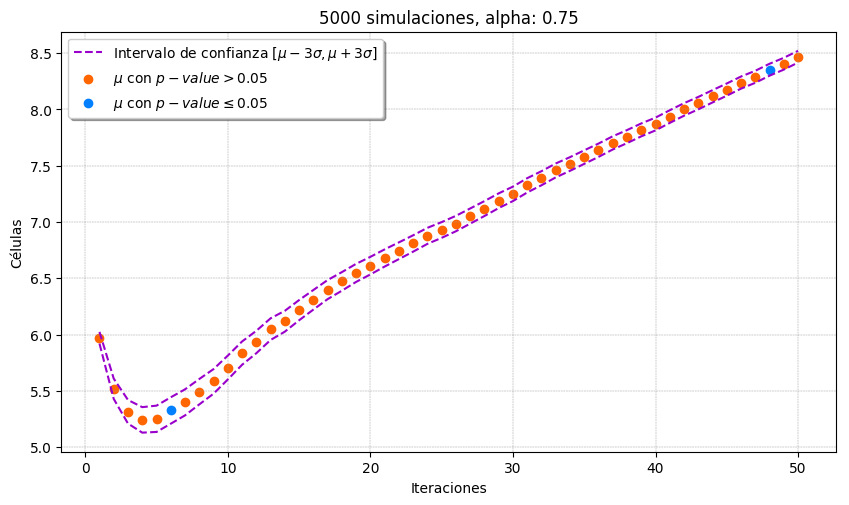 5000 simulaciones, alpha: 0.75
Intervalo de confianza [μ − 3σ, μ + 3σ]
μ con p − value > 0.05
μ con p − value ≤ 0.05
8.5
8.0
7.5
7.0
6.5
6.0
5.5
5.0
Células
0 10 20 30 40 50
Iteraciones